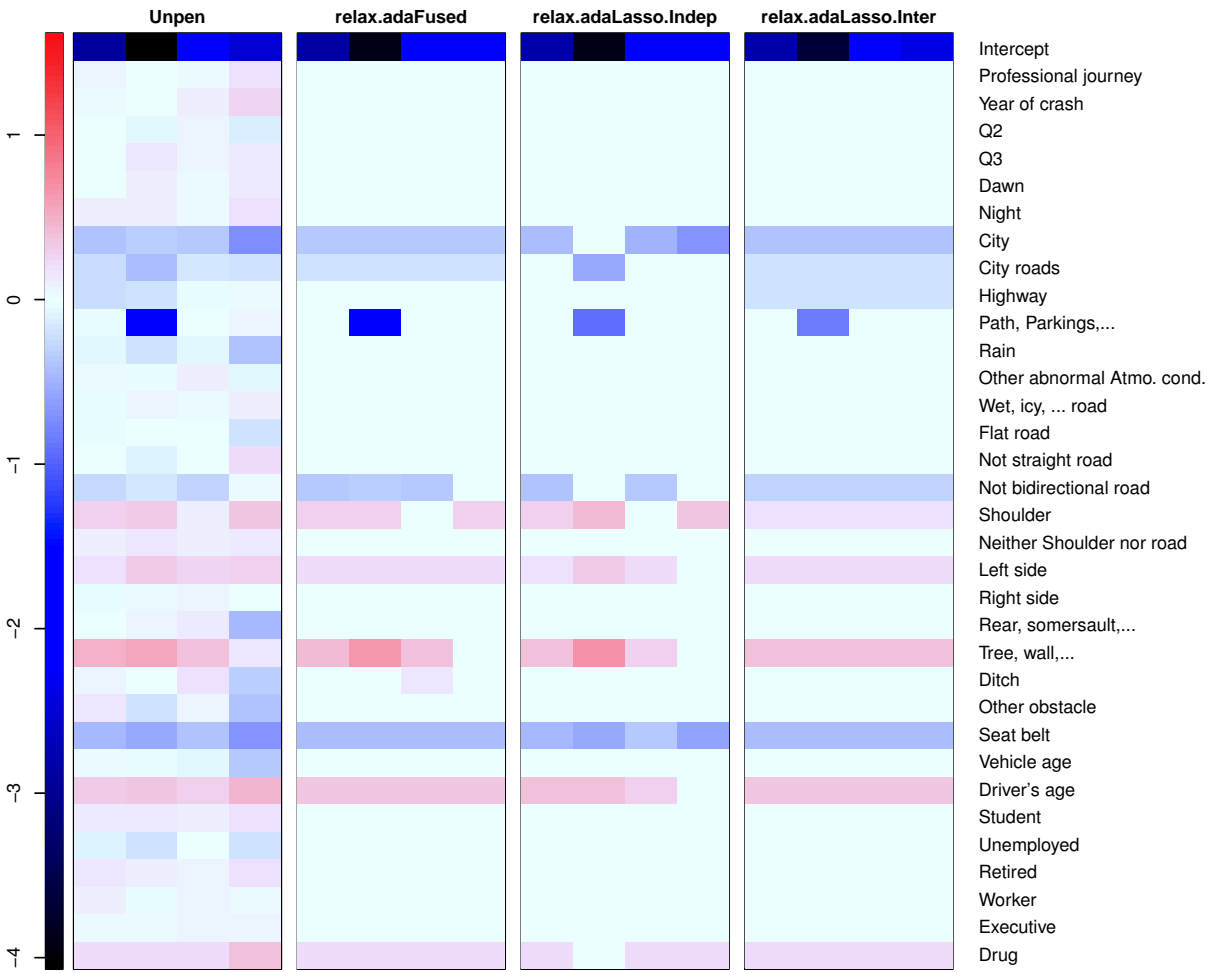 Unpen relax.adaFused relax.adaLasso.Indep relax.adaLasso.Inter
Intercept
Professional journey
Year of crash
1
Q2
Q3
Dawn
Night
City
City roads
0
Highway
Path, Parkings,...
Rain
Other abnormal Atmo. cond.
Wet, icy, ... road
Flat road
−1
Not straight road
Not bidirectional road
Shoulder
Neither Shoulder nor road
Left side
Right side
−2
Rear, somersault,...
Tree, wall,...
Ditch
Other obstacle
Seat belt
Vehicle age
−3
Driver's age
Student
Unemployed
Retired
Worker
Executive
−4
Drug